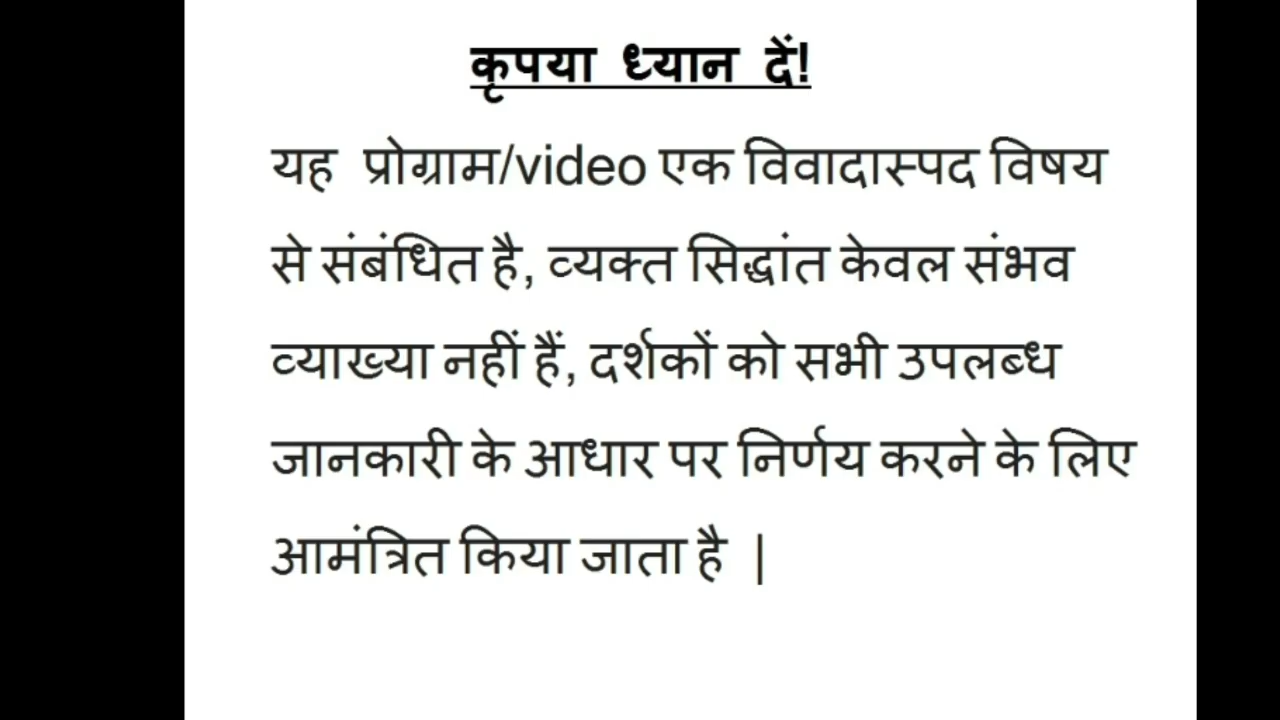 कृपया ध्यान दें!
यह प्रोग्राम/video एक विवादास्पद विषय
से संबंधित है, व्यक्त सिद्धांत केवल संभव
व्याख्या नहीं हैं, दर्शकों को सभी उपलब्ध
जानकारी के आधार पर निर्णय करने के लिए
आमंत्रित किया जाता है |